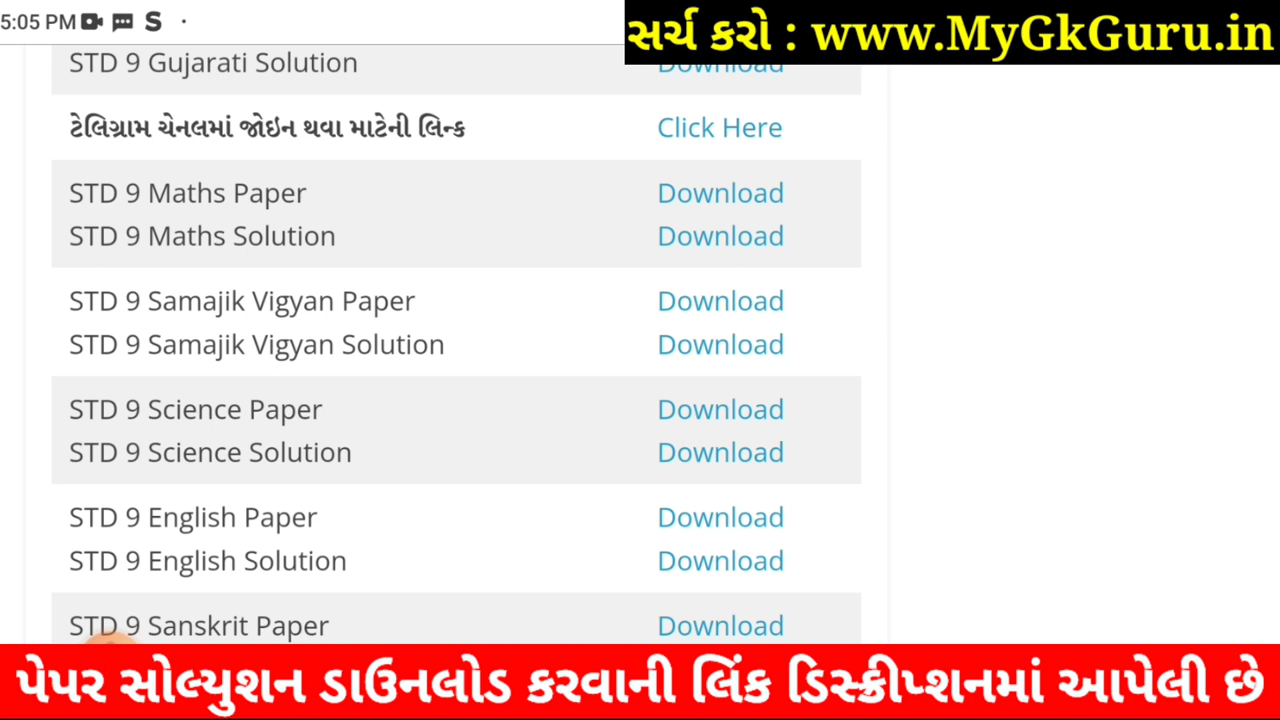 5:05 PM S
સર્ચ કરો : www.MyGkGuru.in
STD 9 Gujarati Solution Download
ટેલિગ્રામ ચેનલમાં જોઇન થવા માટેની લિન્ક Click Here
STD 9 Maths Paper Download
STD 9 Maths Solution Download
STD 9 Samajik Vigyan Paper Download
STD 9 Samajik Vigyan Solution Download
STD 9 Science Paper Download
STD 9 Science Solution Download
STD 9 English Paper Download
STD 9 English Solution Download
STD 9 Sanskrit Paper Download
પેપર સોલ્યુશન ડાઉનલોડ કરવાની લિંક ડિસ્ક્રીપ્શનમાં આપેલી છે